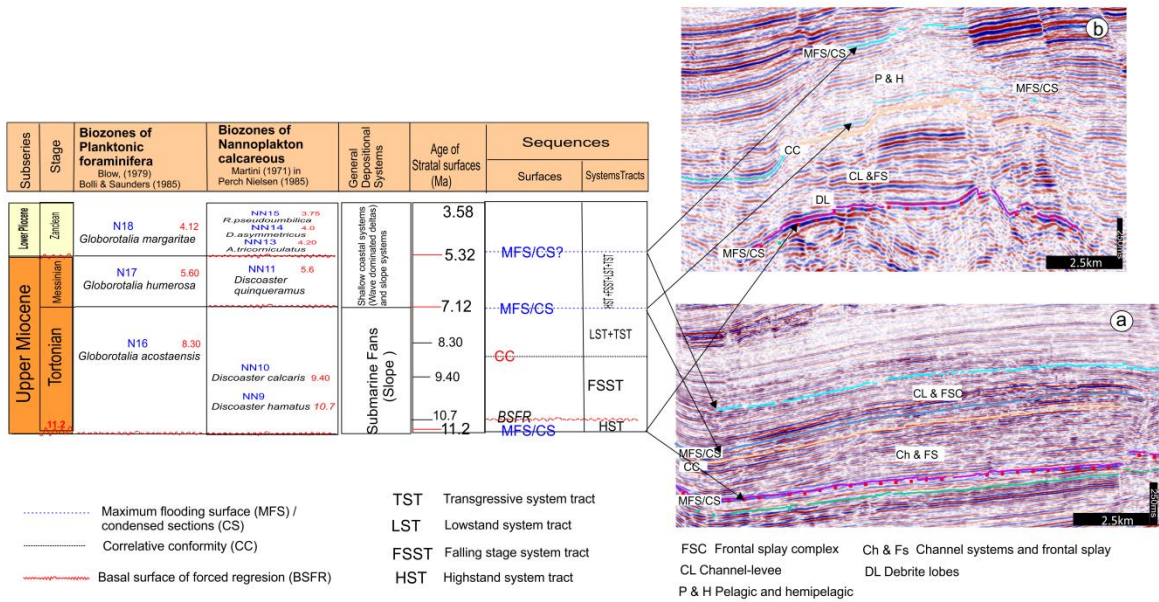 Subseries
Stage
Biozones of
Planktonic
foraminifera
Blow, (1979)
Bolli & Saunders (1985)
Biozones of
Nannoplakton
calcareous
Martini (1971) in
Perch Nielsen (1985)
General
Depositional
Systems
Age of
Stratal surfaces
(Ma)
Sequences
Surfaces
SystemsTracts
Lower Pliocene
Zanclean
N18 4.12
Globorotalia margaritae
NN15 3.75
R.pseudoumbilica
NN14 4.0
D.asymmetricus
NN13 4.20
A.tricorniculatus
Shallow coastal systems
(Wave dominated deltas)
and slope systems
3.58
5.32
MFS/CS?
HST+FSST+LST+TST
Upper Miocene
Messinian
N17 5.60
Globorotalia humerosa
NN11 5.6
Discoaster
quinqueramus
7.12
MFS/CS
Tortonian
11.2
N16 8.30
Globorotalia acostaensis
NN10
Discoaster calcaris 9.40
NN9
Discoaster hamatus 10.7
Submarine Fans
(Slope)
8.30
9.40
10.7
11.2
CC
BSFR
MFS/CS
LST+TST
FSST
HST
b
MFS/CS
P & H
MFS/CS
CC
CL &FS
DL
MFS/CS
2.5km
a
CL & FSC
MFS/CS
CC
Ch & FS
MFS/CS
250ms
2.5km
Maximum flooding surface (MFS) /
condensed sections (CS)
Correlative conformity (CC)
Basal surface of forced regresion (BSFR)
TST Transgressive system tract
LST Lowstand system tract
FSST Falling stage system tract
HST Highstand system tract
FSC Frontal splay complex
Ch & Fs Channel systems and frontal splay
CL Channel-levee
DL Debrite lobes
P & H Pelagic and hemipelagic